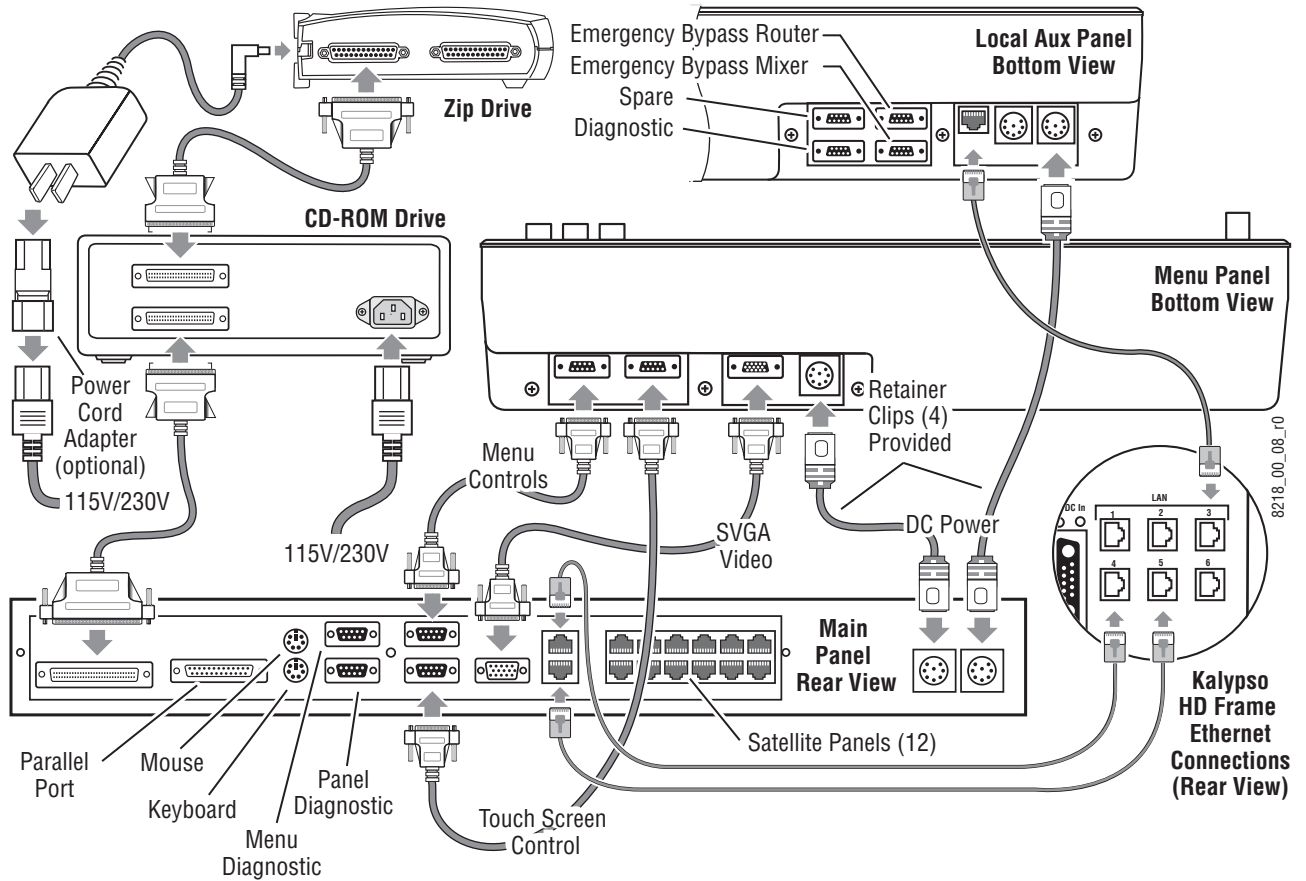 Emergency Bypass Router
Emergency Bypass Mixer
Spare
Diagnostic
Local Aux Panel
Bottom View
Zip Drive
CD-ROM Drive
Menu Panel
Bottom View
Power
Cord
Adapter
(optional)
115V/230V
115V/230V
Menu
Controls
SVGA
Video
Retainer
Clips (4)
Provided
DC Power
8218_00_08_r0
DC In
LAN
1
2
3
4
5
6
Main
Panel
Rear View
Kalypso
HD Frame
Ethernet
Connections
(Rear View)
Parallel
Port
Mouse
Keyboard
Menu
Diagnostic
Panel
Diagnostic
Touch Screen
Control
Satellite Panels (12)